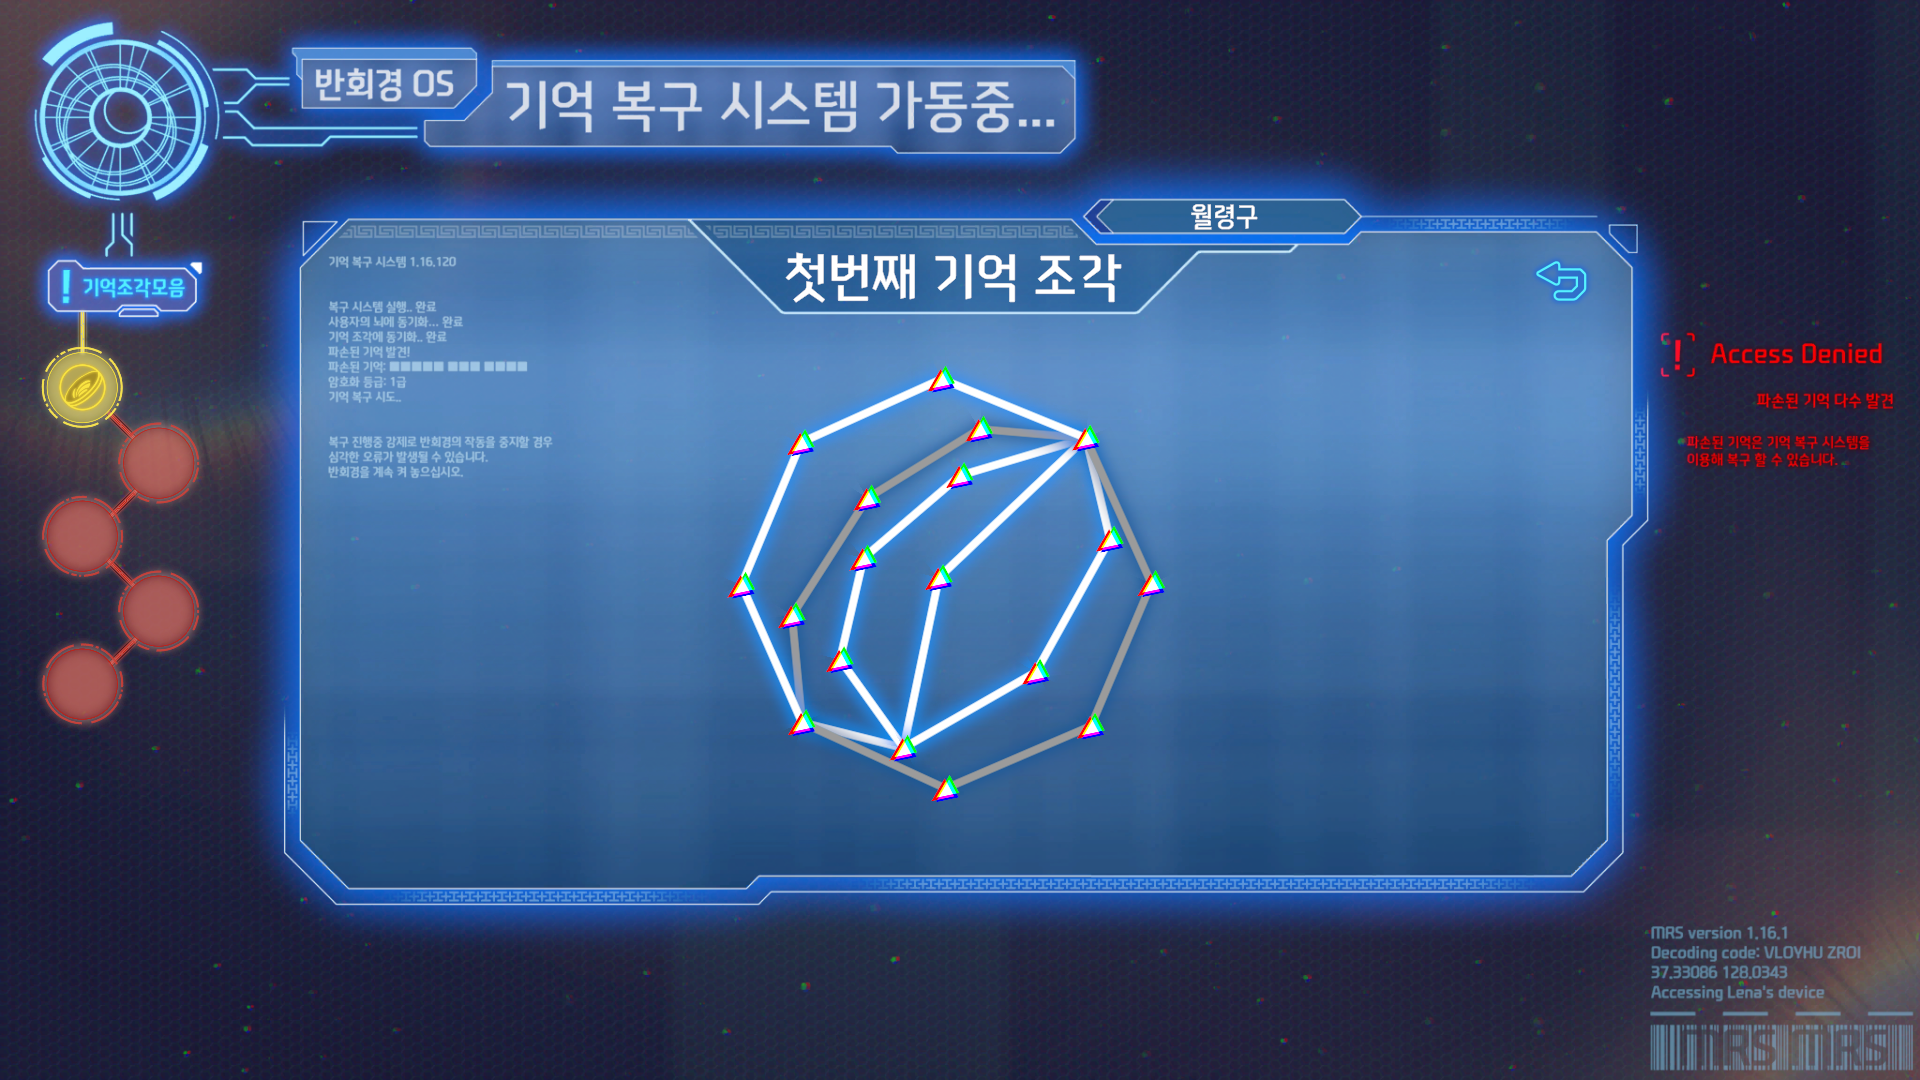 반회경 OS
기억 복구 시스템 가동중...
월령구
첫번째 기억 조각
! 기억조각모음
기억 복구 시스템 1.16.120
복구 시스템 실행.. 완료
사용자의 뇌에 동기화... 완료
기억 조각에 동기화.. 완료
파손된 기억 발견!
파손된 기억: ■■■■■ ■■■ ■■■■
암호화 등급: 1급
기억 복구 시도..
복구 진행중 강제로 반회경의 작동을 중지할 경우
심각한 오류가 발생될 수 있습니다.
반회경을 계속 켜 놓으십시오.
! Access Denied
파손된 기억 다수 발견
파손된 기억은 기억 복구 시스템을
이용해 복구 할 수 있습니다.
MRS version 1.16.1
Decoding code: VLOYHU ZROI
37.33086 128.0343
Accessing Lena's device
MRS MRS